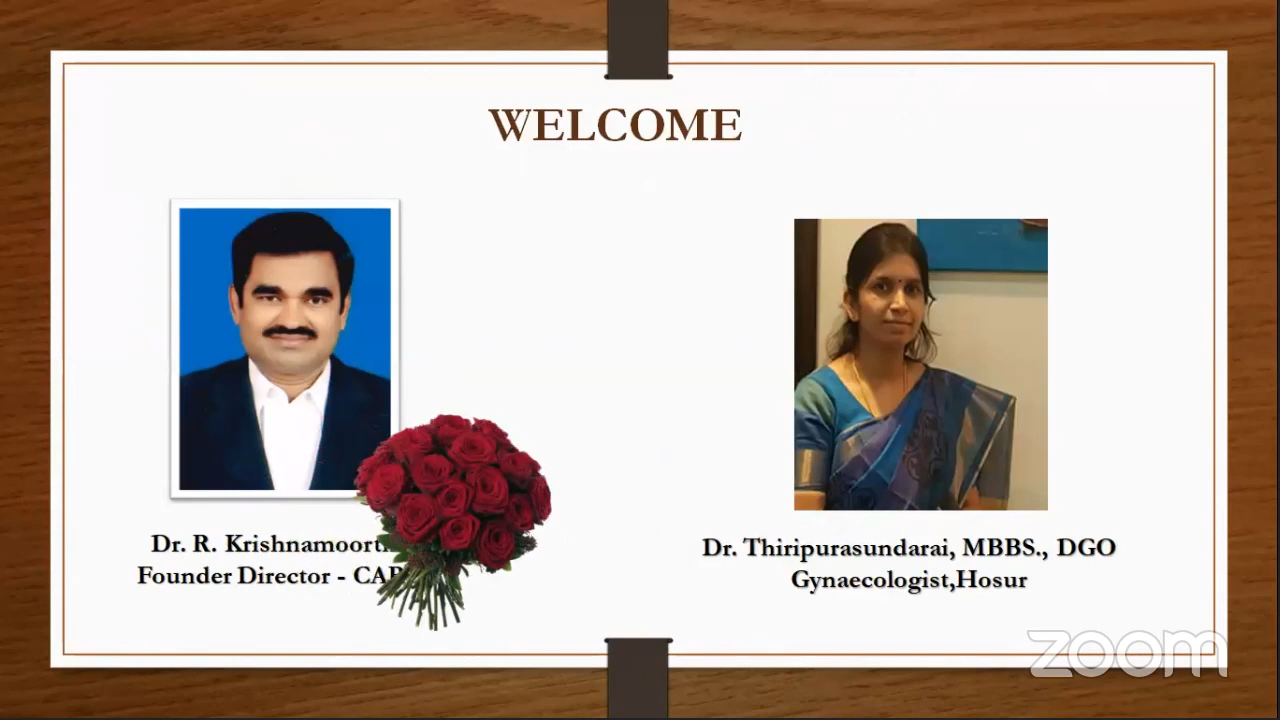 WELCOME
Dr. R.
Founder Director -
Dr. Thiripurasundarai, MBBS., DGO
Gynaecologist,Hosur
zoom